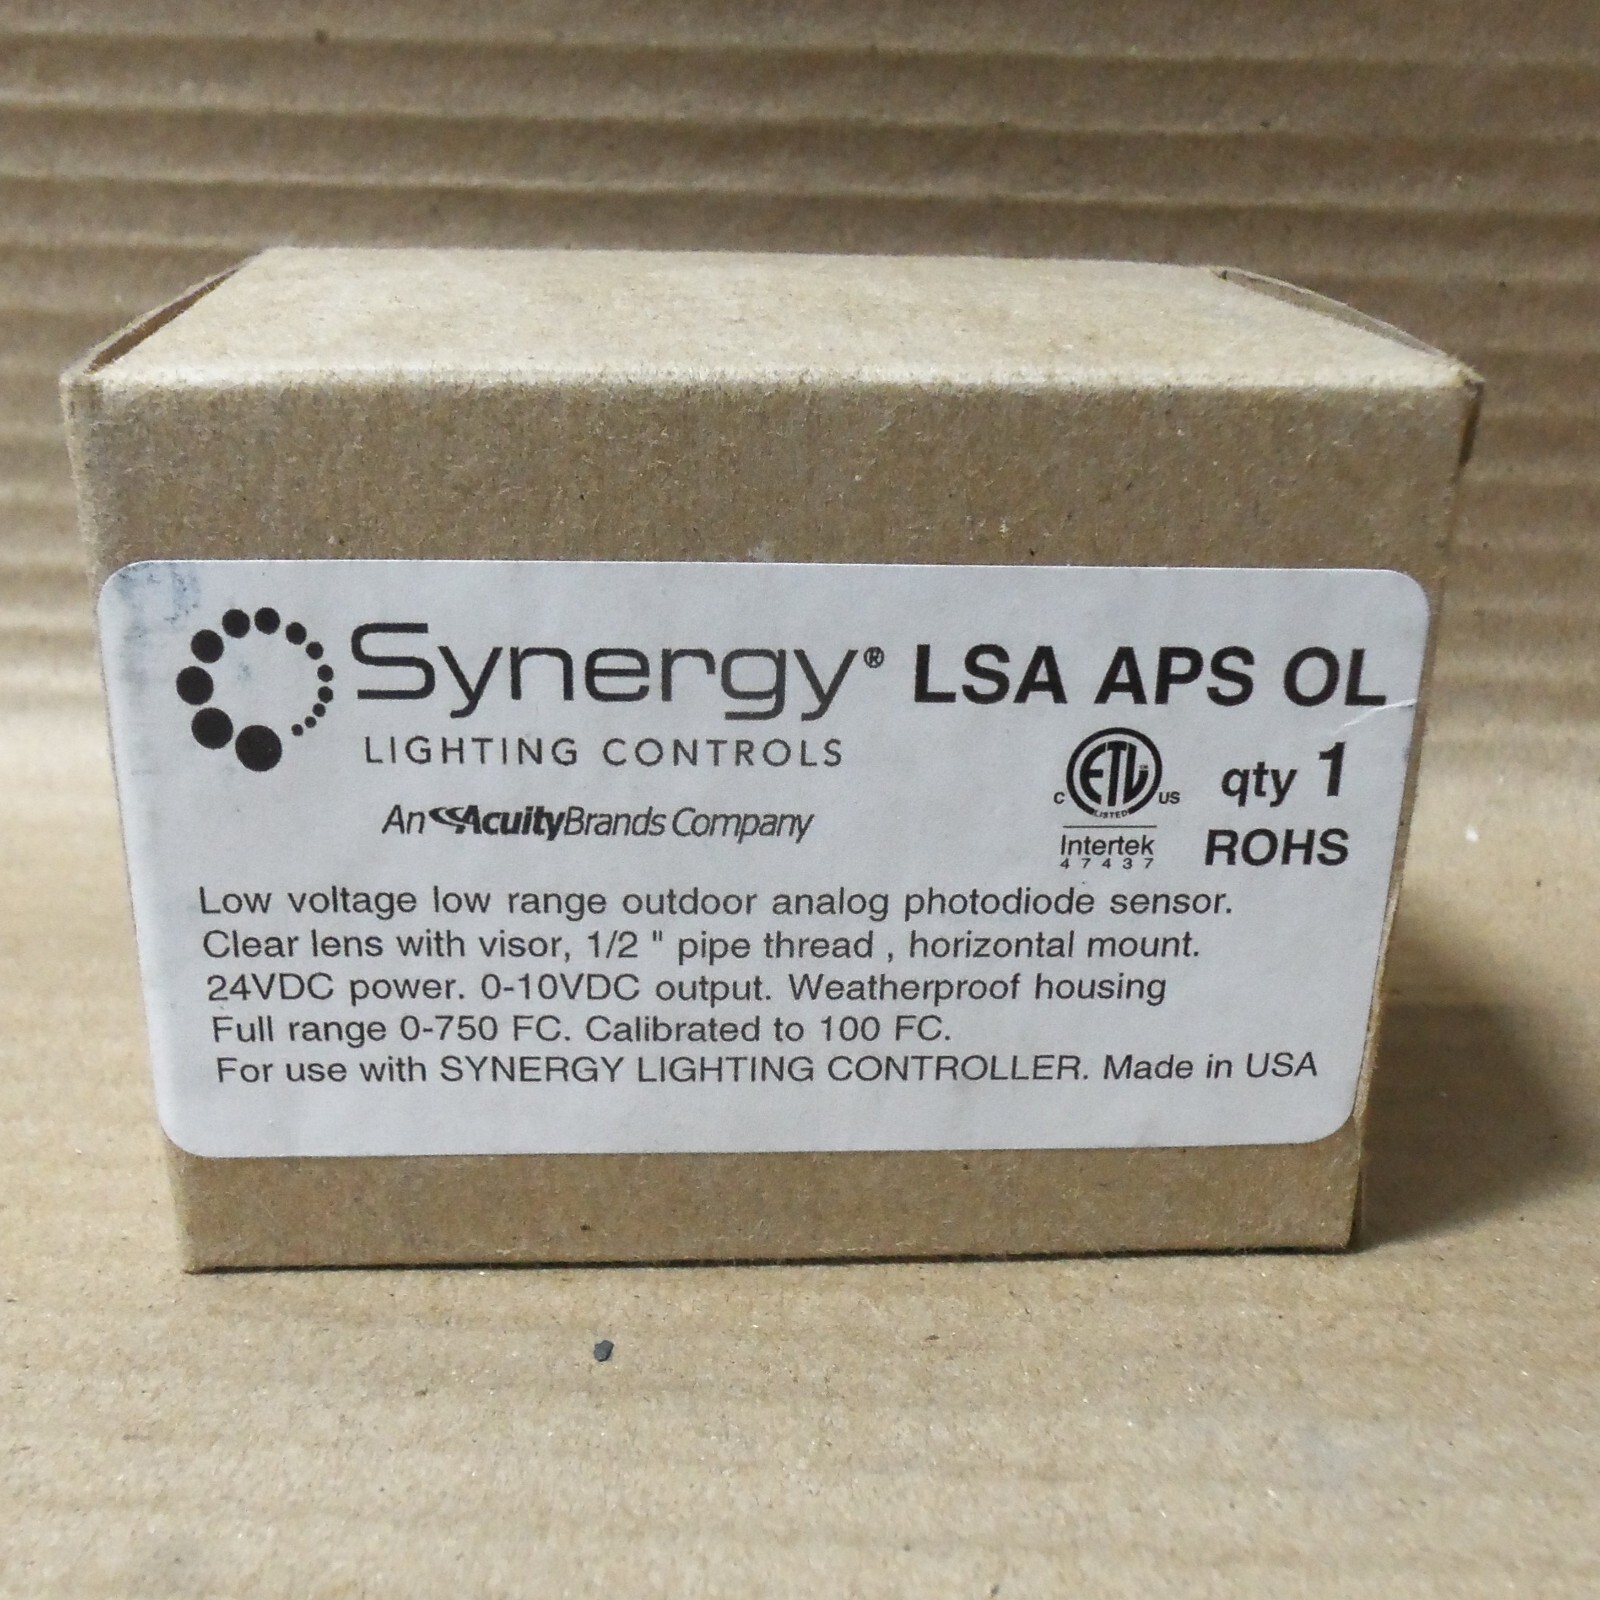 Synergy® LSA APS OL
LIGHTING CONTROLS
An AcuityBrands Company
C ETL US
LISTED
Intertek
47437
qty 1
ROHS
Low voltage low range outdoor analog photodiode sensor.
Clear lens with visor, 1/2 " pipe thread , horizontal mount.
24VDC power. 0-10VDC output. Weatherproof housing
Full range 0-750 FC. Calibrated to 100 FC.
For use with SYNERGY LIGHTING CONTROLLER. Made in USA